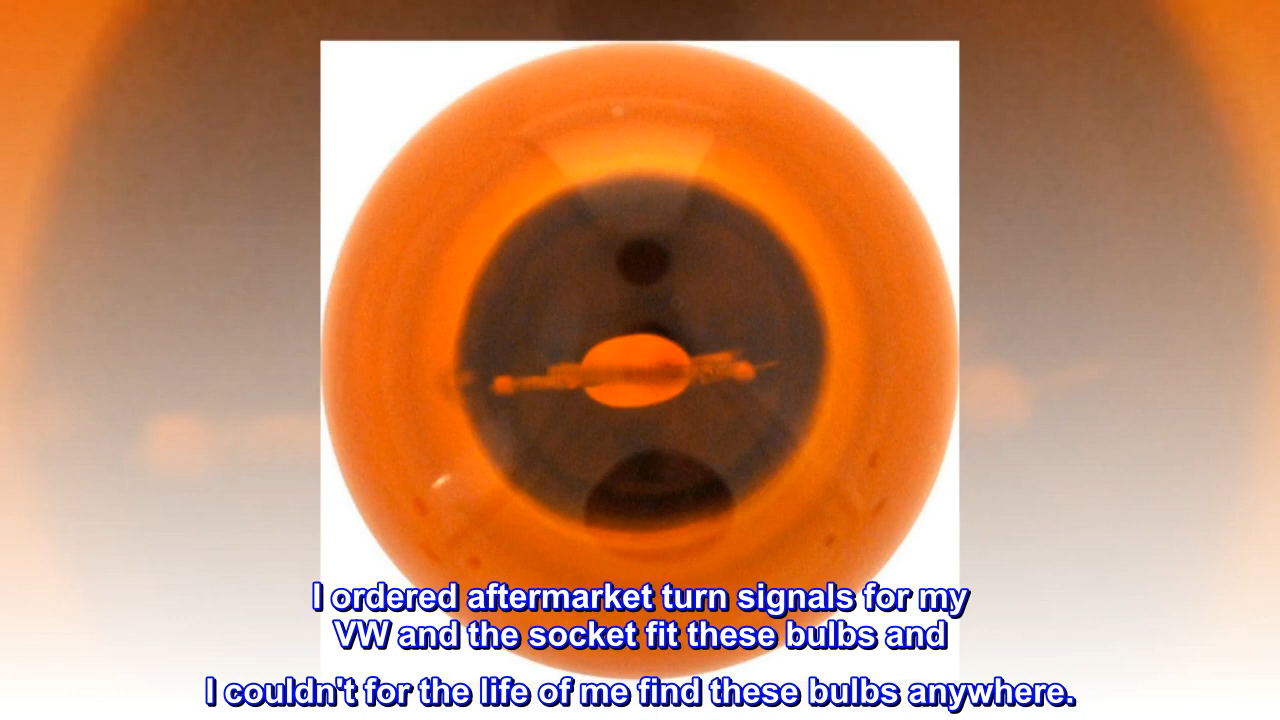 I ordered aftermarket turn signals for my
VW and the socket fit these bulbs and
I couldn't for the life of me find these bulbs anywhere.